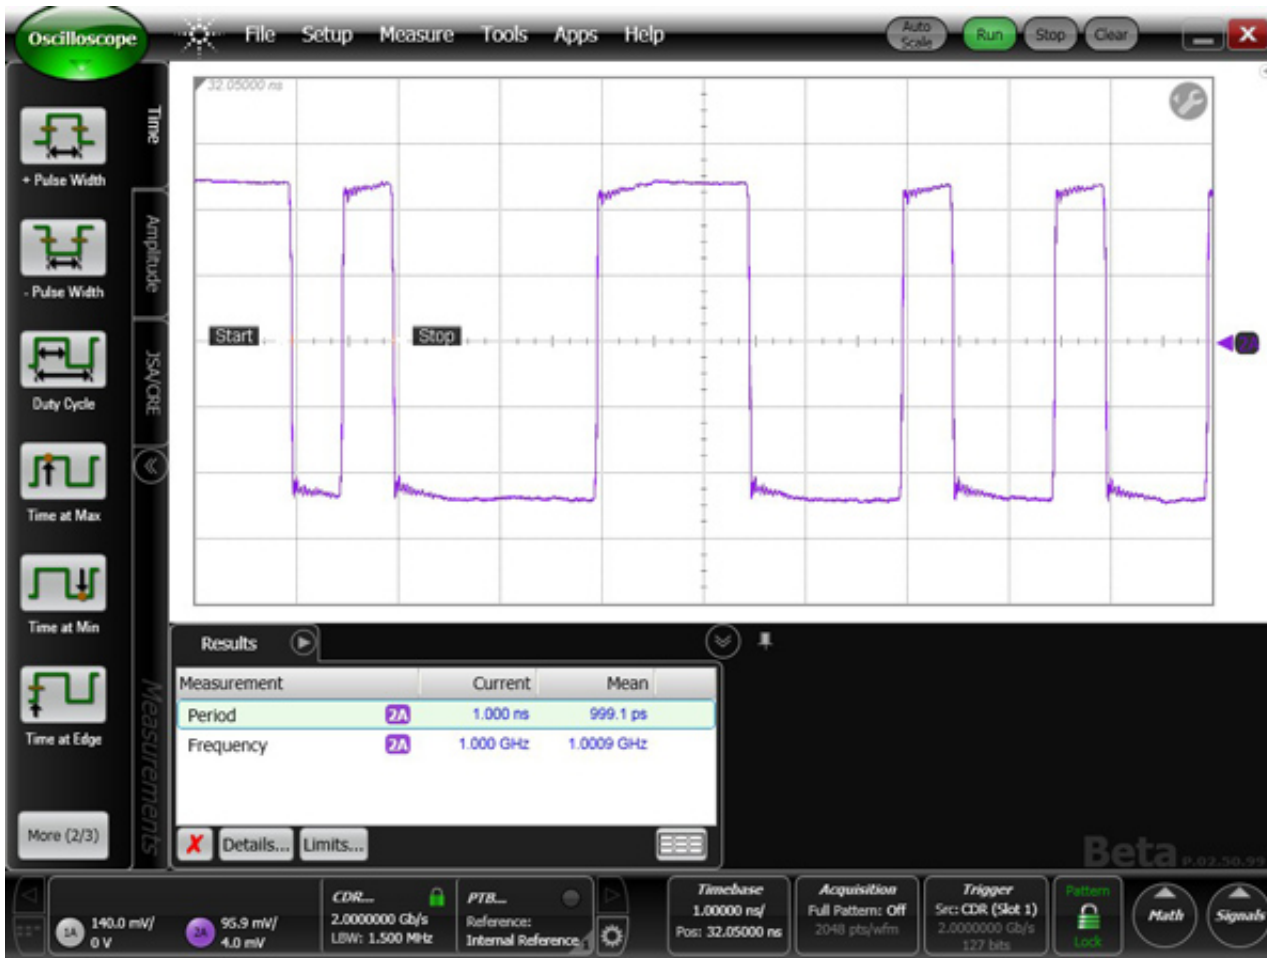 Oscilloscope
File Setup Measure Tools Apps Help
Auto Scale
Run
Stop
Clear
32.05000 ns
Time
Amplitude
JSA/CRE
Measurements
+ Pulse Width
- Pulse Width
Duty Cycle
Time at Max
Time at Min
Time at Edge
More (2/3)
Start
Stop
2A
Results
Measurement Current Mean
Period 2A 1.000 ns 999.1 ps
Frequency 2A 1.000 GHz 1.0009 GHz
Details...
Limits...
Beta P.02.50.99
1A 140.0 mV/
0 V
2A 95.9 mV/
4.0 mV
CDR...
2.0000000 Gb/s
LBW: 1.500 MHz
PTB...
Reference:
Internal Reference
Timebase
1.00000 ns/
Pos: 32.05000 ns
Acquisition
Full Pattern: Off
2048 pts/wfm
Trigger
Src: CDR (Slot 1)
2.0000000 Gb/s
127 bits
Pattern
Lock
Math
Signals